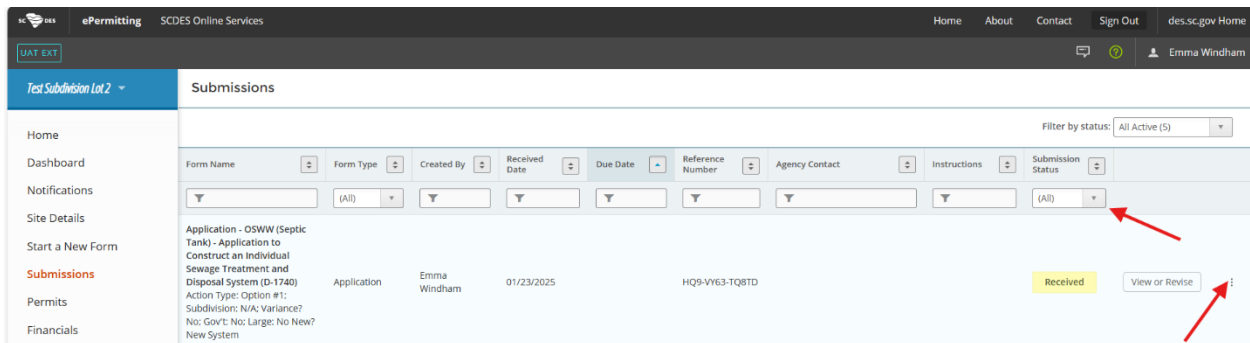 SC DES ePermitting SCDES Online Services Home About Contact Sign Out des.sc.gov Home
UAT EXT Emma Windham
Test Subdivision Lot 2 Submissions
Filter by status: All Active (5)
Home
Dashboard
Notifications
Site Details
Start a New Form
Submissions
Permits
Financials
Form Name Form Type Created By Received Date Due Date Reference Number Agency Contact Instructions Submission Status
(All) (All)
Application - OSWW (Septic
Tank) - Application to
Construct an Individual
Sewage Treatment and
Disposal System (D-1740)
Action Type: Option #1;
Subdivision: N/A; Variance?
No; Gov't: No; Large: No New?
New System
Application
Emma
Windham
01/23/2025
HQ9-VY63-TQ8TD
Received
View or Revise